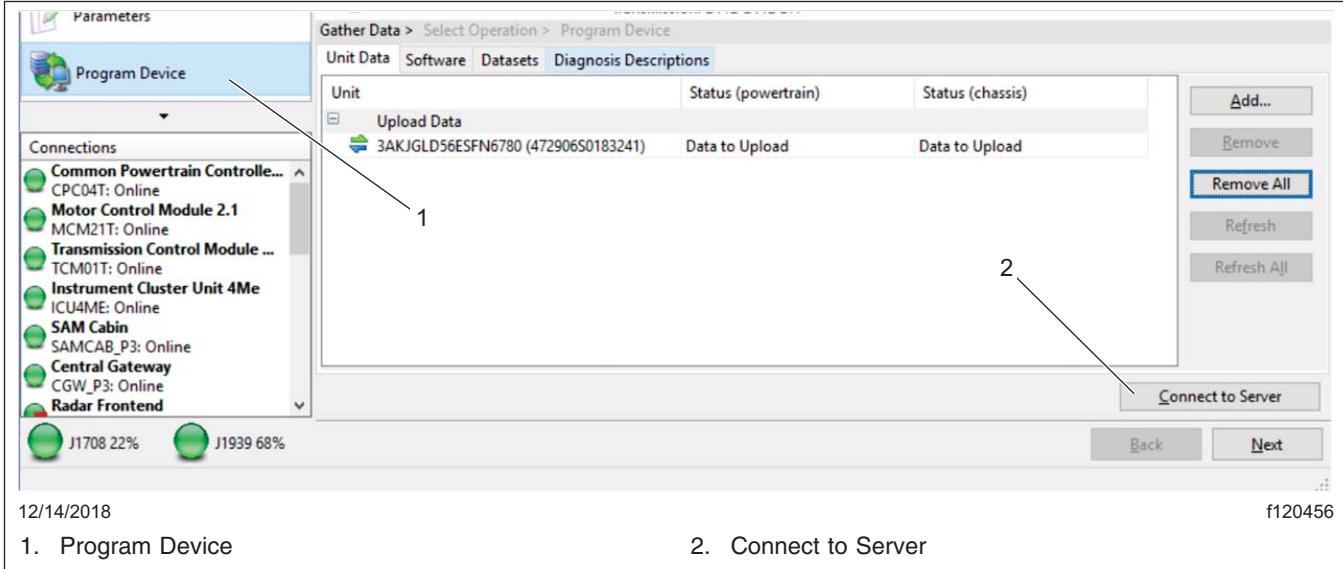 Parameters
Program Device
Connections
Common Powertrain Controlle...
CPC04T: Online
Motor Control Module 2.1
MCM21T: Online
Transmission Control Module ...
TCM01T: Online
Instrument Cluster Unit 4Me
ICU4ME: Online
SAM Cabin
SAMCAB_P3: Online
Central Gateway
CGW_P3: Online
Radar Frontend
J1708 22% J1939 68%
Gather Data > Select Operation > Program Device
Unit Data Software Datasets Diagnosis Descriptions
Unit Status (powertrain) Status (chassis)
Upload Data
3AKJGLD56ESFN6780 (472906S0183241) Data to Upload Data to Upload
Add...
Remove
Remove All
Refresh
Refresh All
1
2
Connect to Server
Back Next
12/14/2018 f120456
1. Program Device 2. Connect to Server